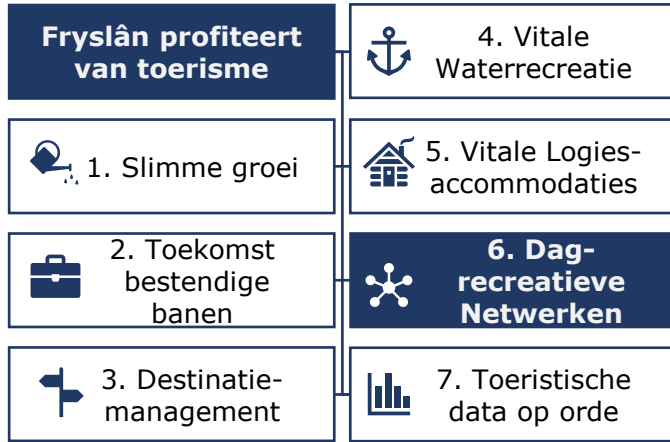 Fryslân profiteert
van toerisme
1. Slimme groei
2. Toekomst
bestendige
banen
3. Destinatie-
management
4. Vitale
Waterrecreatie
5. Vitale Logies-
accommodaties
6. Dag-
recreatieve
Netwerken
7. Toeristische
data op orde